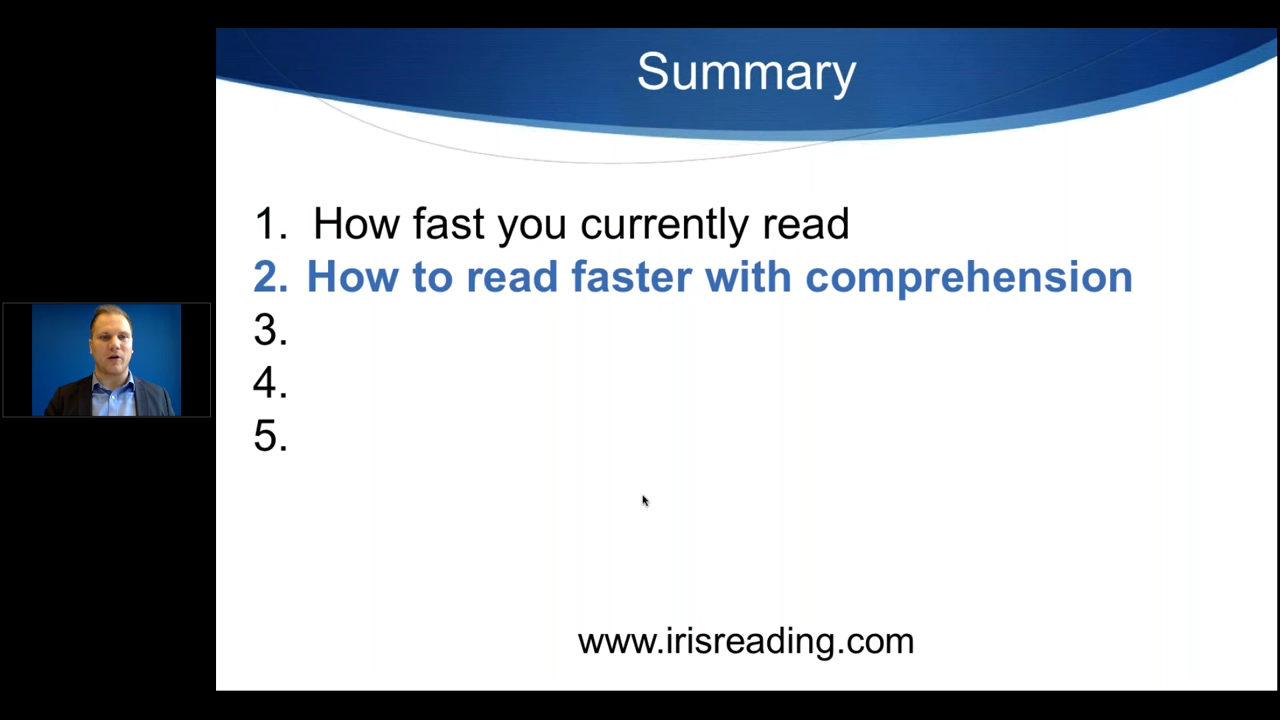 Summary
1. How fast you currently read
2. How to read faster with comprehension
3.
4.
5.
www.irisreading.com